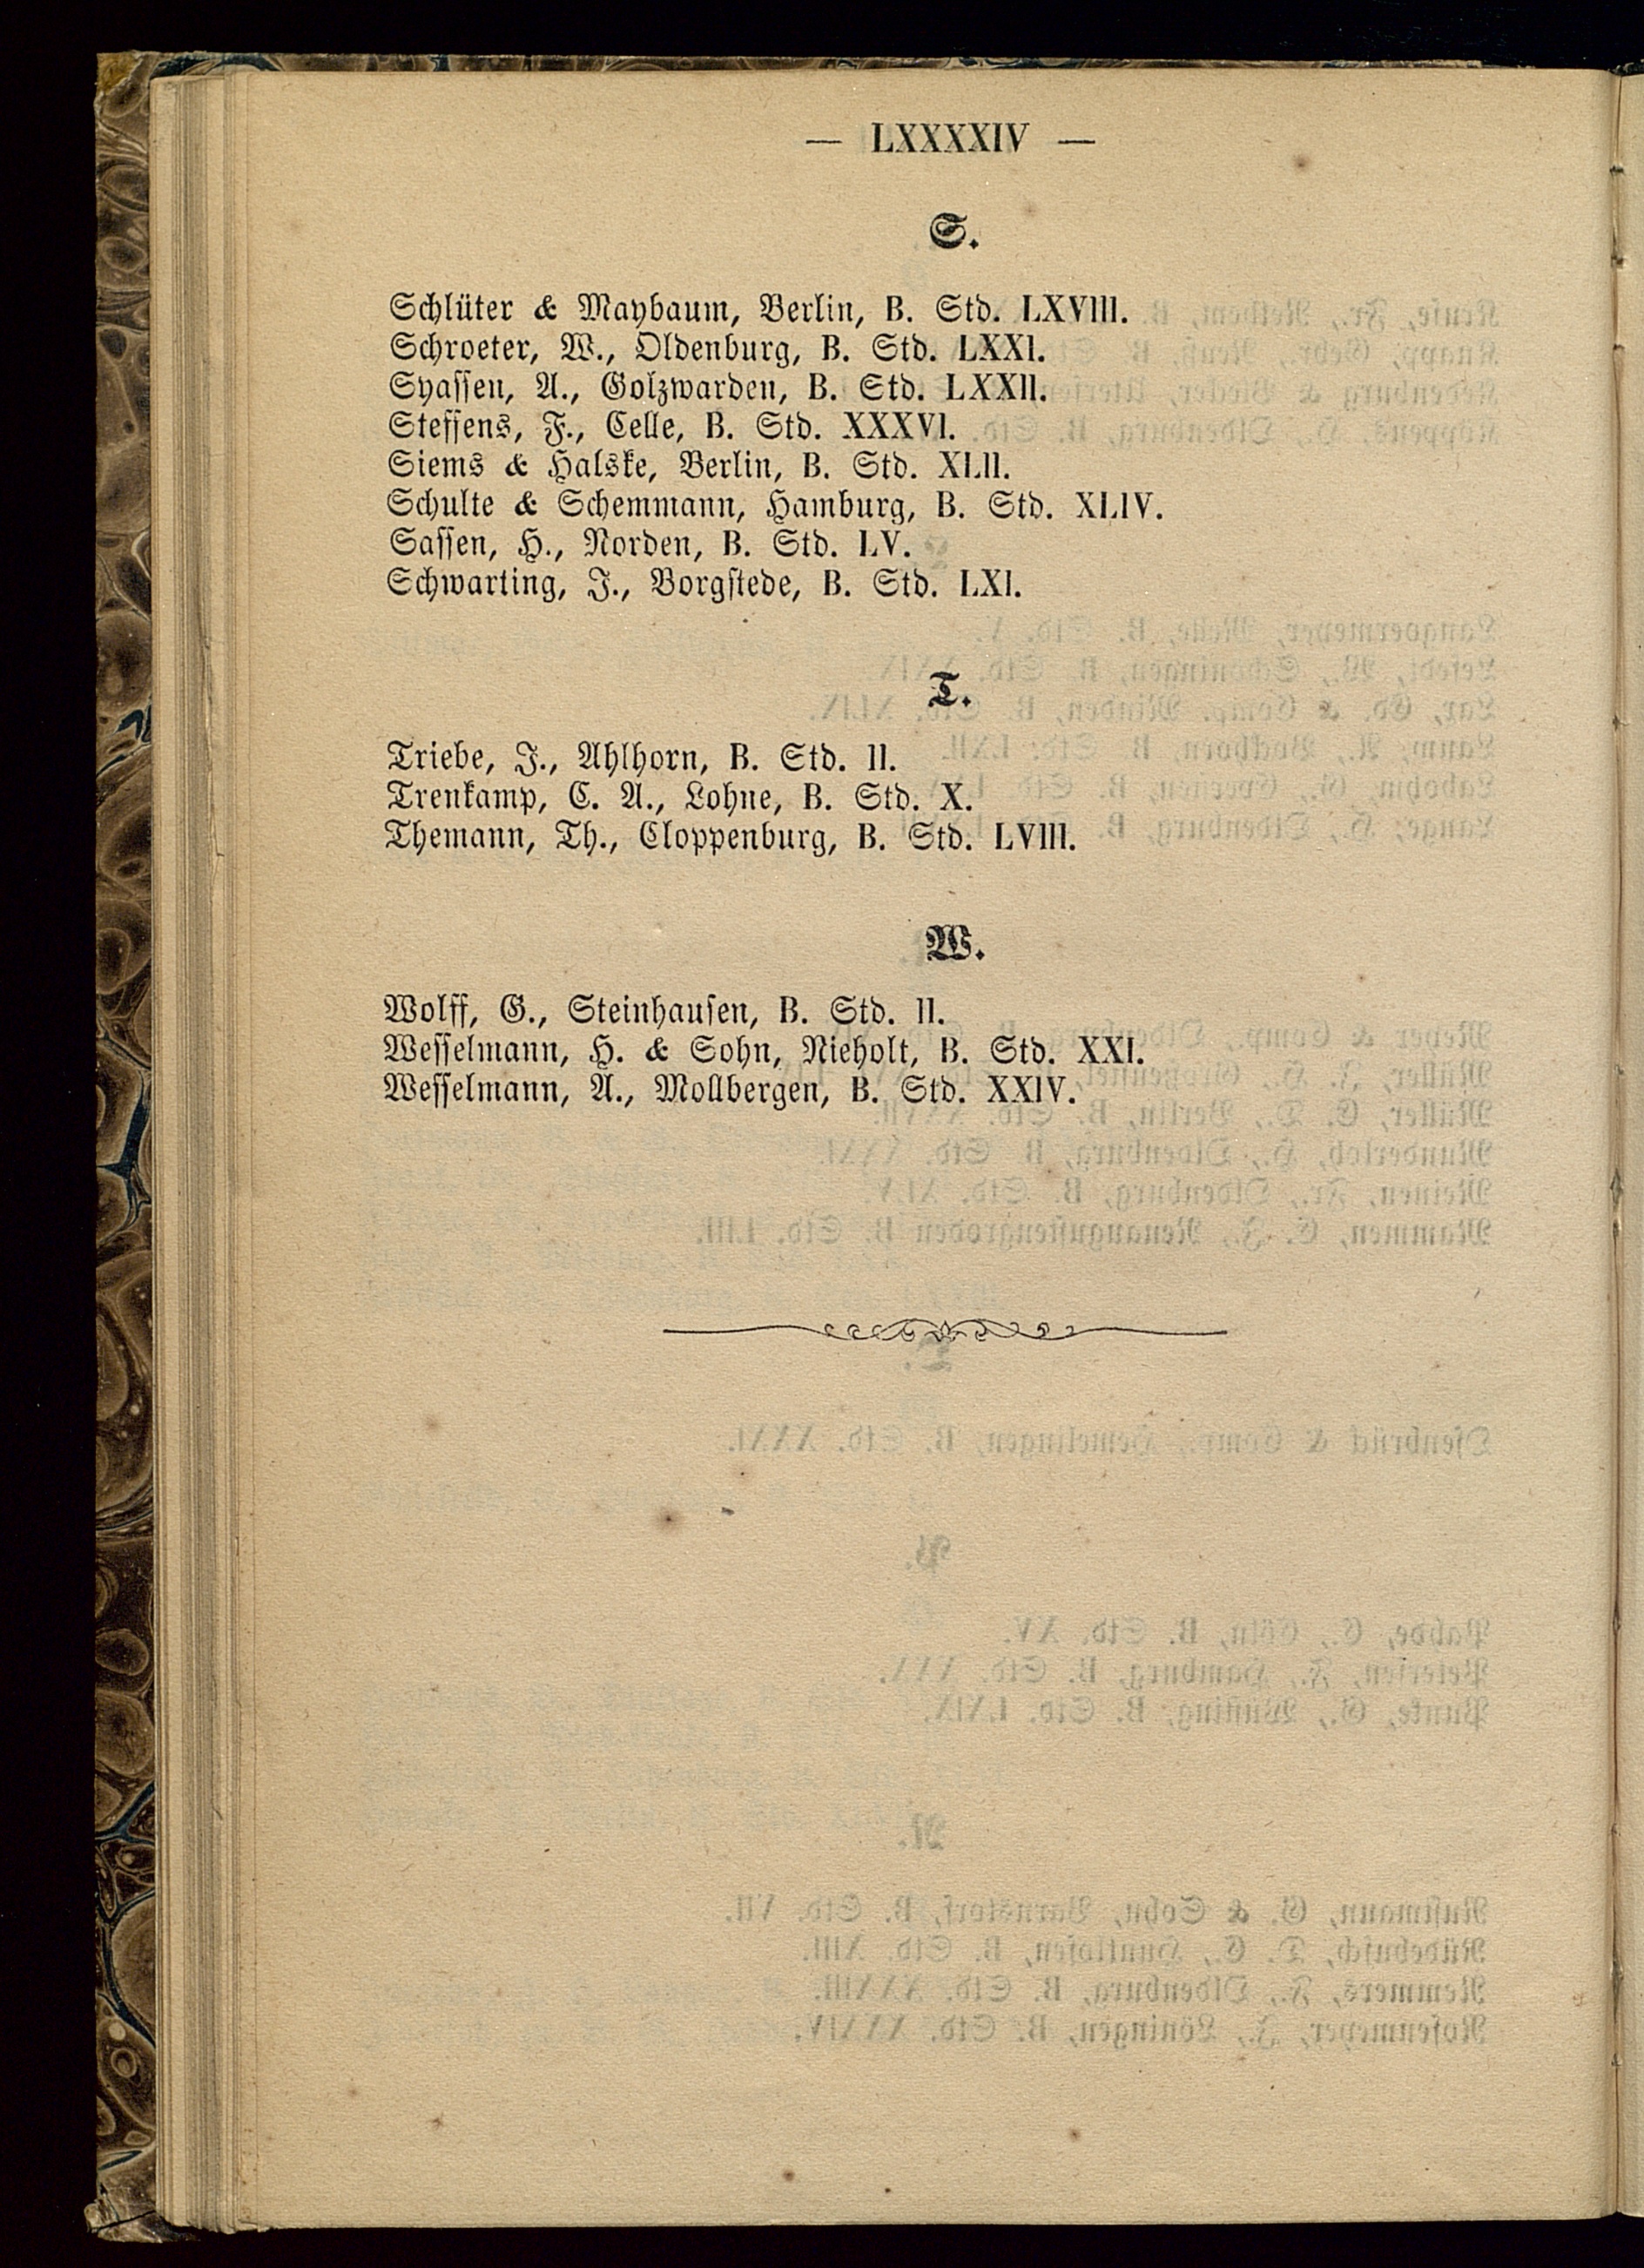 — LXXXXIV —
S.
Schlüter & Maybaum, Berlin, B. Std. LXVIII.
Schroeter, W., Oldenburg, B. Std. LXXI.
Syassen, A., Golzwarden, B. Std. LXXII.
Steffens, F., Celle, B. Std. XXXVI.
Siems & Halske, Berlin, B. Std. XLII.
Schulte & Schemmann, Hamburg, B. Std. XLIV.
Sassen, H., Norden, B. Std. LV.
Schwarting, J., Borgstede, B. Std. LXI.
T.
Triebe, J., Ahlhorn, B. Std. II.
Trenkamp, C. A., Lohne, B. Std. X.
Themann, Th., Cloppenburg, B. Std. LVIII.
W.
Wolff, G., Steinhausen, B. Std. II.
Wesselmann, H. & Sohn, Nieholt, B. Std. XXI.
Wesselmann, A., Mollbergen, B. Std. XXIV.